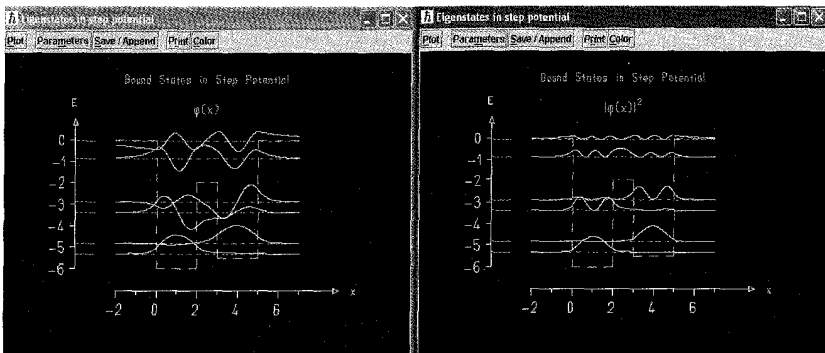 Eigenstates in step potential
Plot Parameters Save / Append Print Color
Bound States in Step Potential
φ(x)
E
0
-1
-2
-3
-4
-5
-6
-2 0 2 4 6 x
Eigenstates in step potential
Plot Parameters Save / Append Print Color
Bound States in Step Potential
|φ(x)|²
E
0
-1
-2
-3
-4
-5
-6
-2 0 2 4 6 x